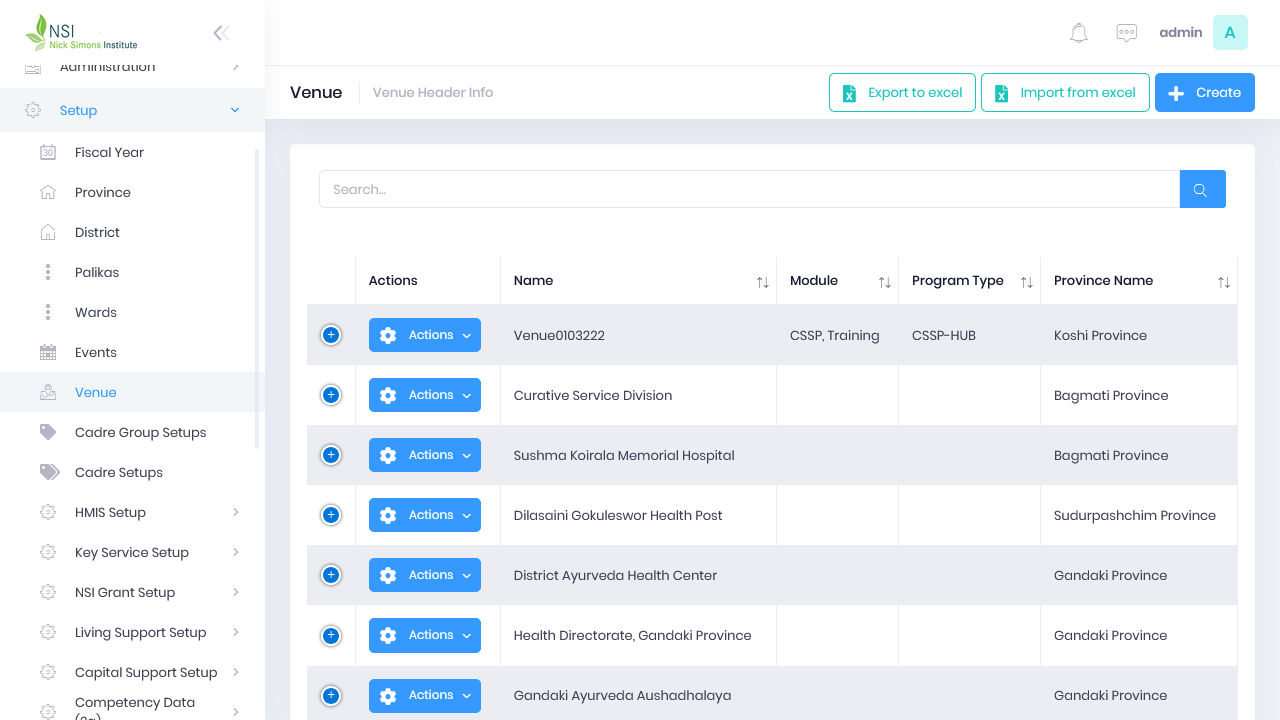 NSI
Nick Simons Institute
admin
A
Administration
Setup
Fiscal Year
Province
District
Palikas
Wards
Events
Venue
Cadre Group Setups
Cadre Setups
HMIS Setup
Key Service Setup
NSI Grant Setup
Living Support Setup
Capital Support Setup
Competency Data
Venue
Venue Header Info
Export to excel
Import from excel
Create
Search...
Actions Name Module Program Type Province Name
Actions Venue0103222 CSSP, Training CSSP-HUB Koshi Province
Actions Curative Service Division Bagmati Province
Actions Sushma Koirala Memorial Hospital Bagmati Province
Actions Dilasaini Gokuleswor Health Post Sudurpashchim Province
Actions District Ayurveda Health Center Gandaki Province
Actions Health Directorate, Gandaki Province Gandaki Province
Actions Gandaki Ayurveda Aushadhalaya Gandaki Province